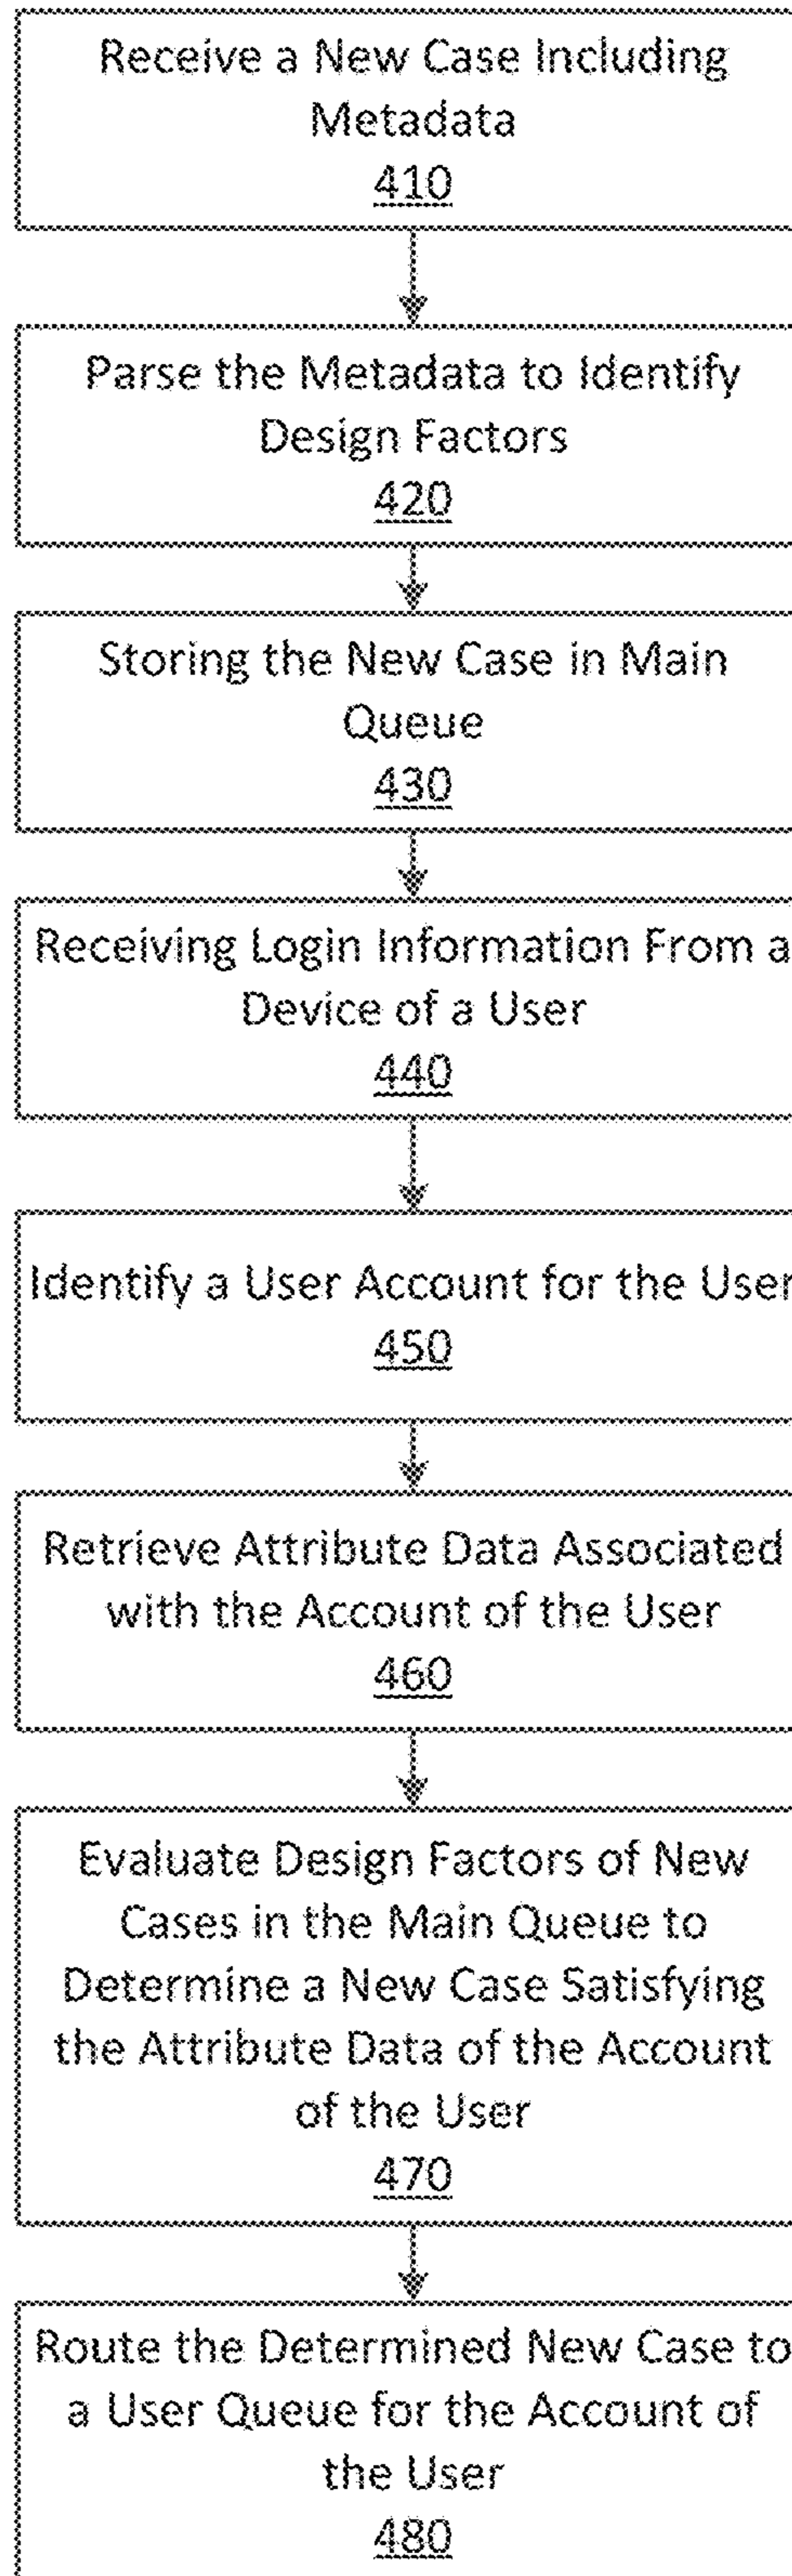 Receive a New Case Including
Metadata
410
Parse the Metadata to Identify
Design Factors
420
Storing the New Case in Main
Queue
430
Receiving Login Information From a
Device of a User
440
Identify a User Account for the User
450
Retrieve Attribute Data Associated
with the Account of the User
460
Evaluate Design Factors of New
Cases in the Main Queue to
Determine a New Case Satisfying
the Attribute Data of the Account
of the User
470
Route the Determined New Case to
a User Queue for the Account of
the User
480